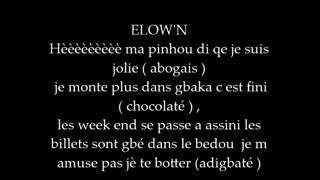 ELOW'N
Hèèèèèèèèè ma pinhou di qe je suis
jolie ( abogais )
je monte plus dans gbaka c est fini
( chocolaté ) ,
les week end se passe a assini les
billets sont gbé dans le bedou je m
amuse pas jè te botter (adigbaté )